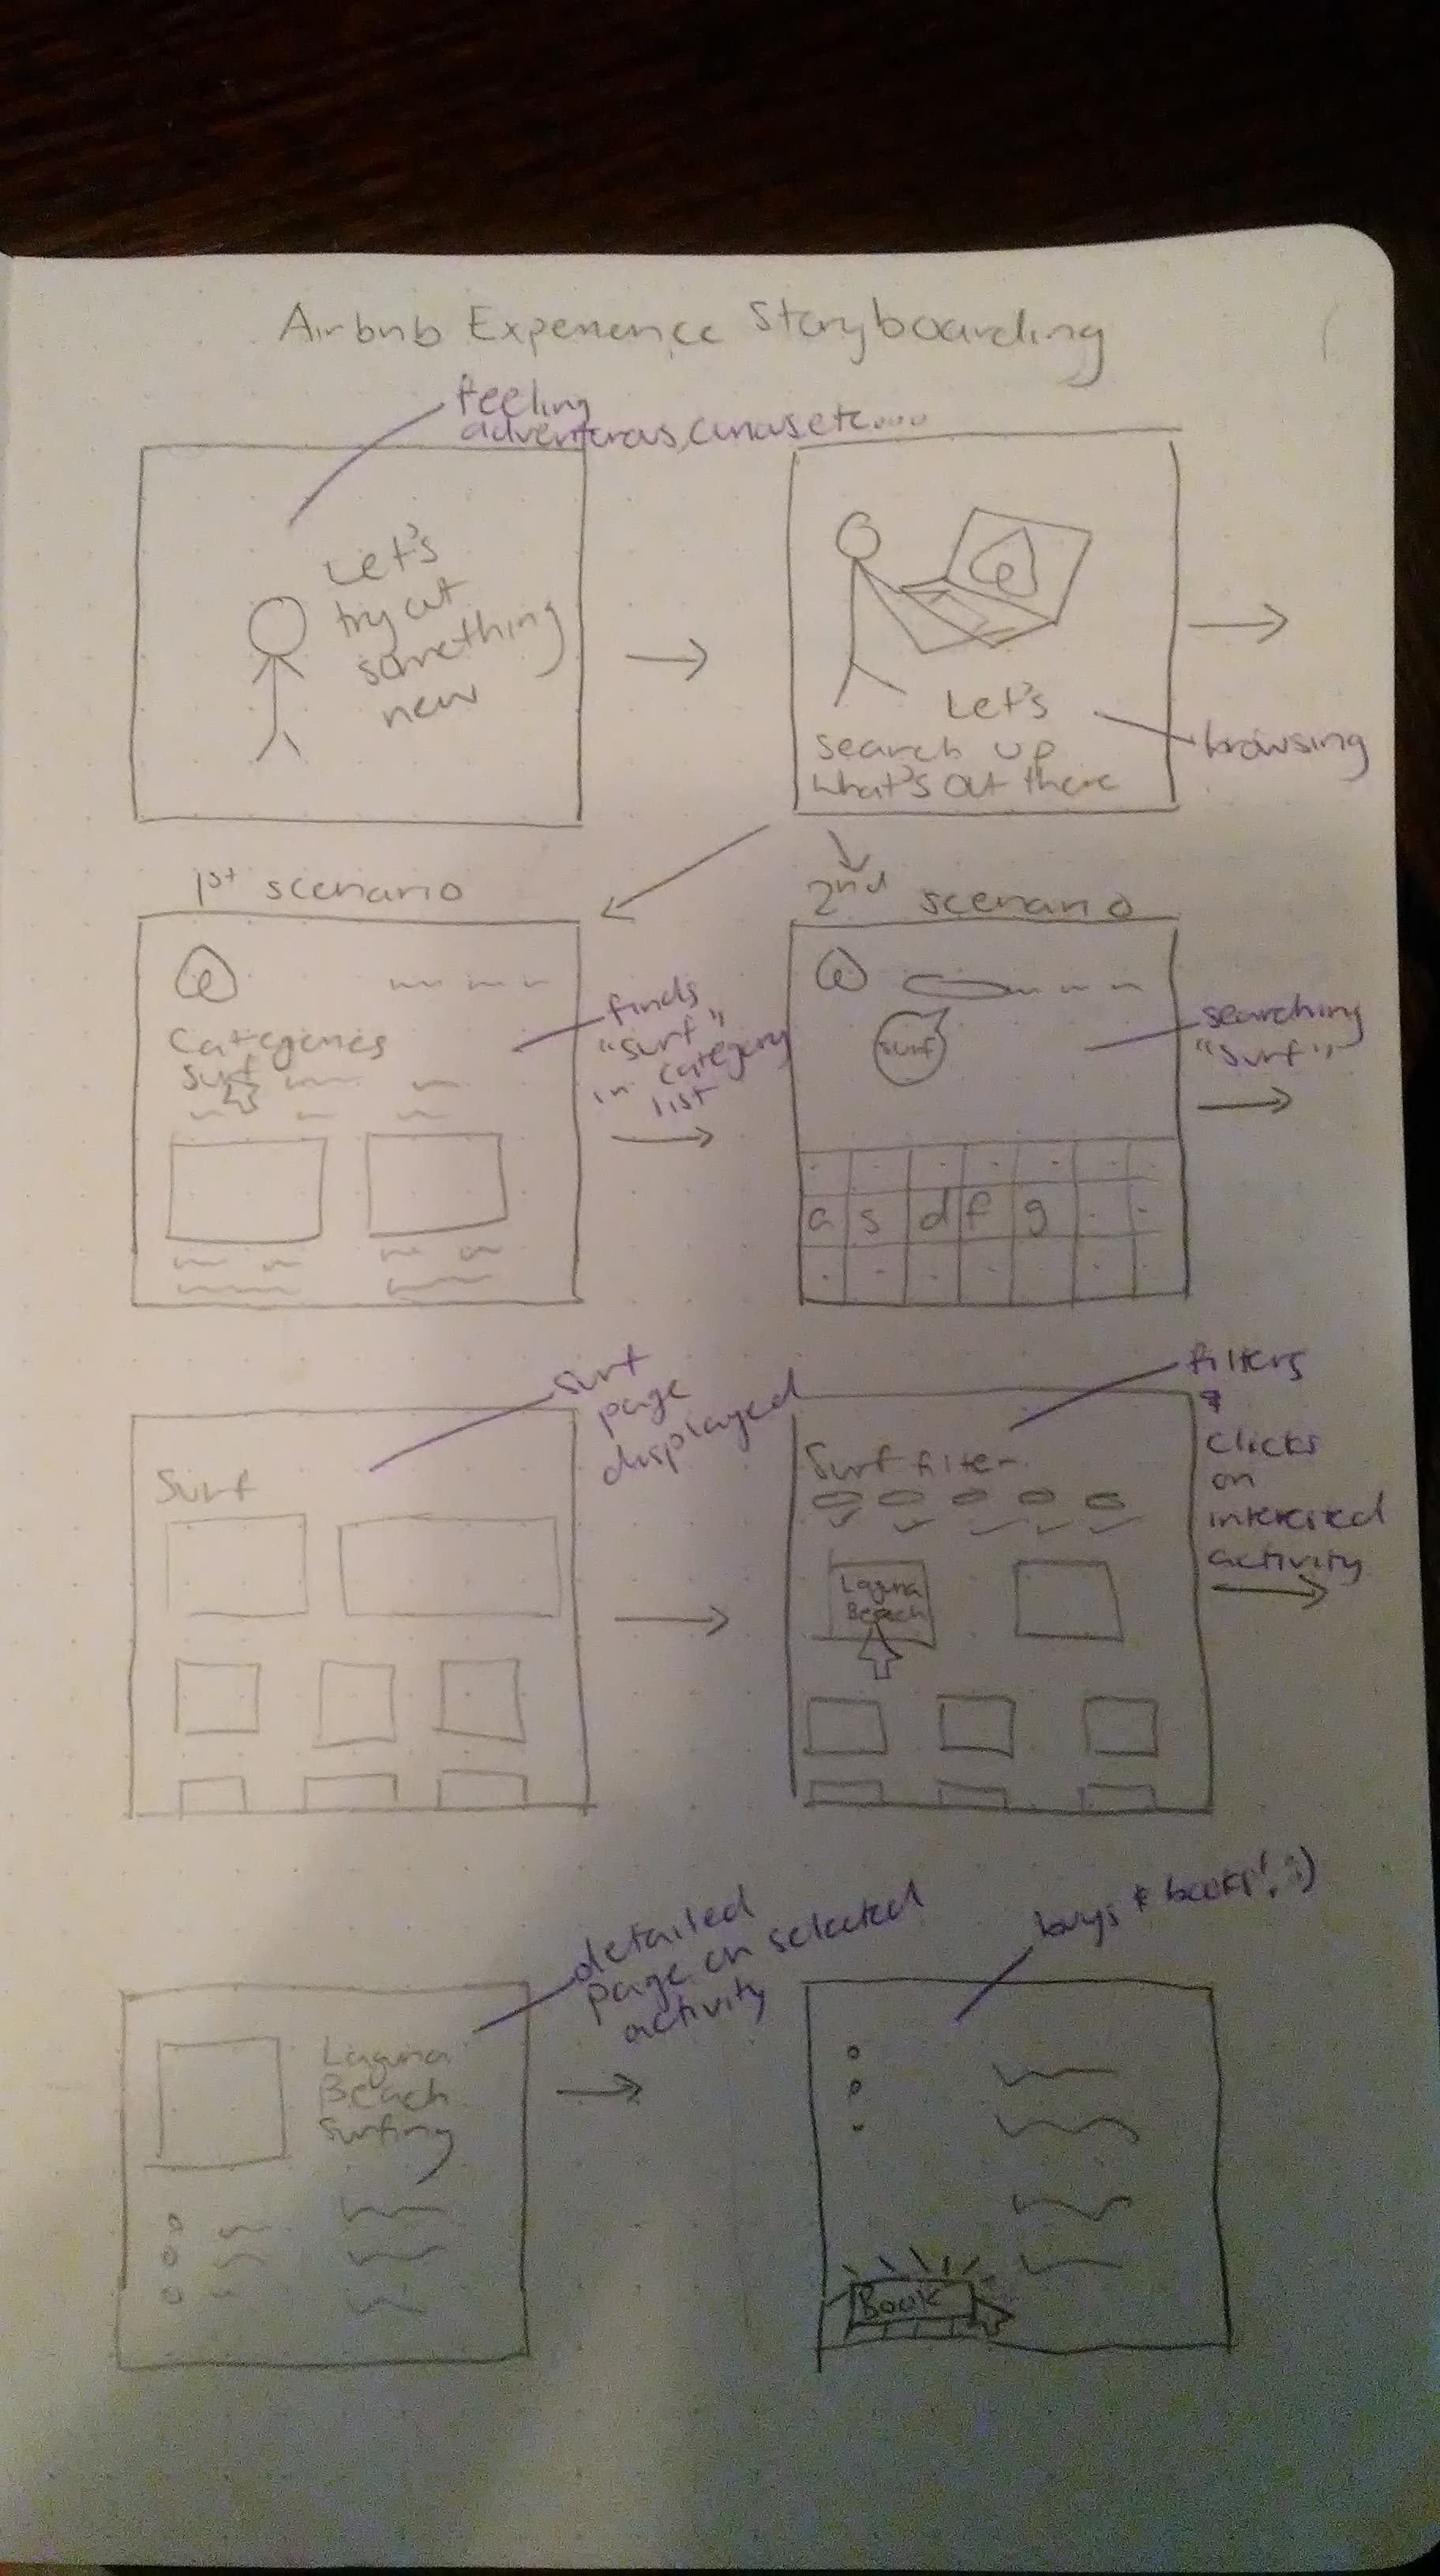 Airbnb Experience Storyboarding
feeling
adventurous, curious, etc....
Let's
try out
something
new
Let's
search up
what's out there
browsing
1st scenario
Categories
Surf
finds
"surf"
in category
list
2nd scenario
surf
a s d f g
searching
"surf"
Surf
surf
page
displayed
Surf filter
Laguna
Beach
filters
&
clicks
on
interested
activity
Laguna
Beach
Surfing
detailed
page on selected
activity
buys & books! :)
Book